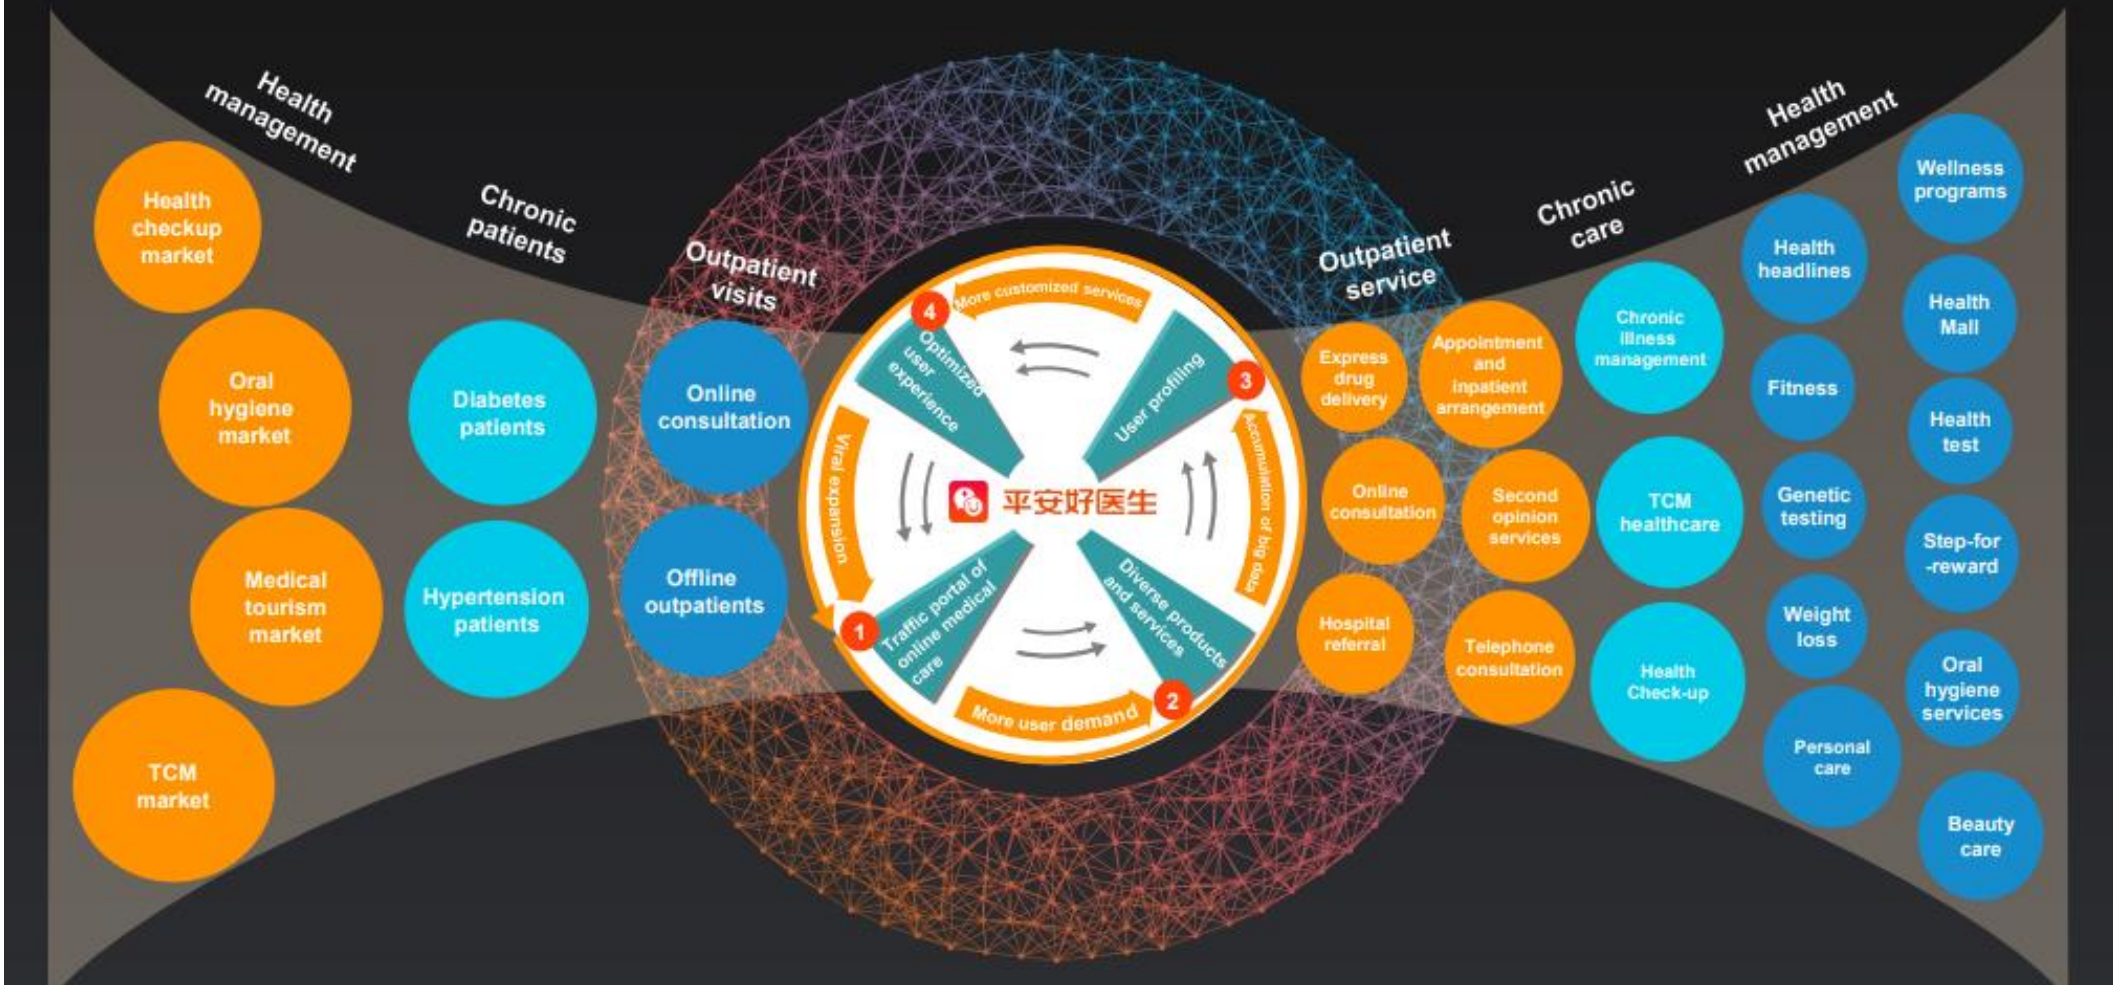 Health
management
Health
checkup
market
Oral
hygiene
market
Medical
tourism
market
TCM
market
Chronic
patients
Diabetes
patients
Hypertension
patients
Outpatient
visits
Online
consultation
Offline
outpatients
4
More customized services
Optimized
user
experience
User profiling
3
Viral expansion
平安好医生
Accumulation of big data
1
Traffic portal of
online medical
care
Diverse products
and services
2
More user demand
Outpatient
service
Express
drug
delivery
Appointment
and
inpatient
arrangement
Online
consultation
Second
opinion
services
Hospital
referral
Telephone
consultation
Chronic
care
Chronic
illness
management
TCM
healthcare
Health
Check-up
Health
management
Health
headlines
Fitness
Genetic
testing
Weight
loss
Personal
care
Wellness
programs
Health
Mall
Health
test
Step-for
-reward
Oral
hygiene
services
Beauty
care